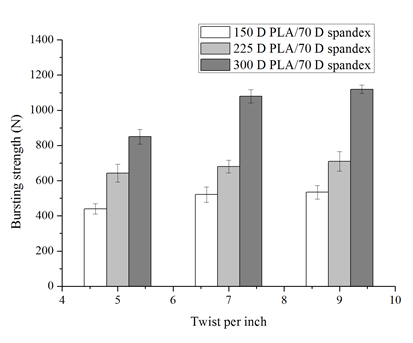 150 D PLA/70 D spandex
225 D PLA/70 D spandex
300 D PLA/70 D spandex
Bursting strength (N)
1400
1200
1000
800
600
400
200
0
4 5 6 7 8 9 10
Twist per inch